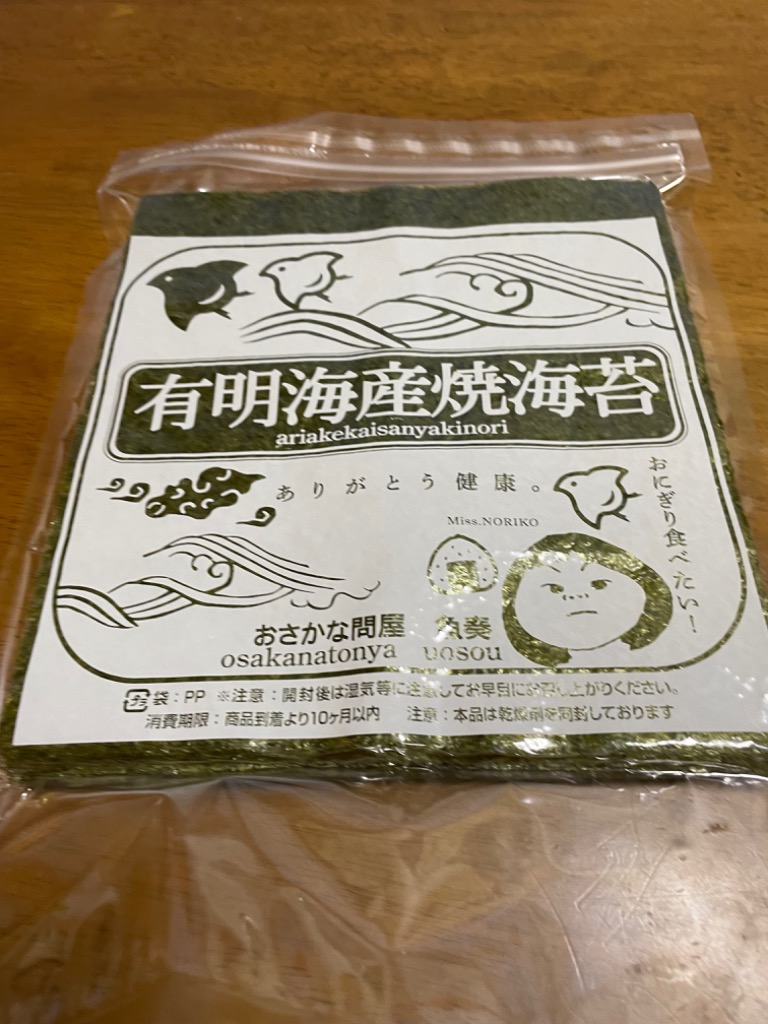 有明海産焼海苔
ariakekaisanyakinori
ありがとう健康。
おにぎり食べたい！
Miss.NORIKO
おさかな問屋 魚奏
osakanatonya uosou
プラ 袋：PP ※注意：開封後は湿気等に注意してお早目にお召し上がりください。
消費期限：商品到着より10ヶ月以内 注意：本品は乾燥剤を同封しております